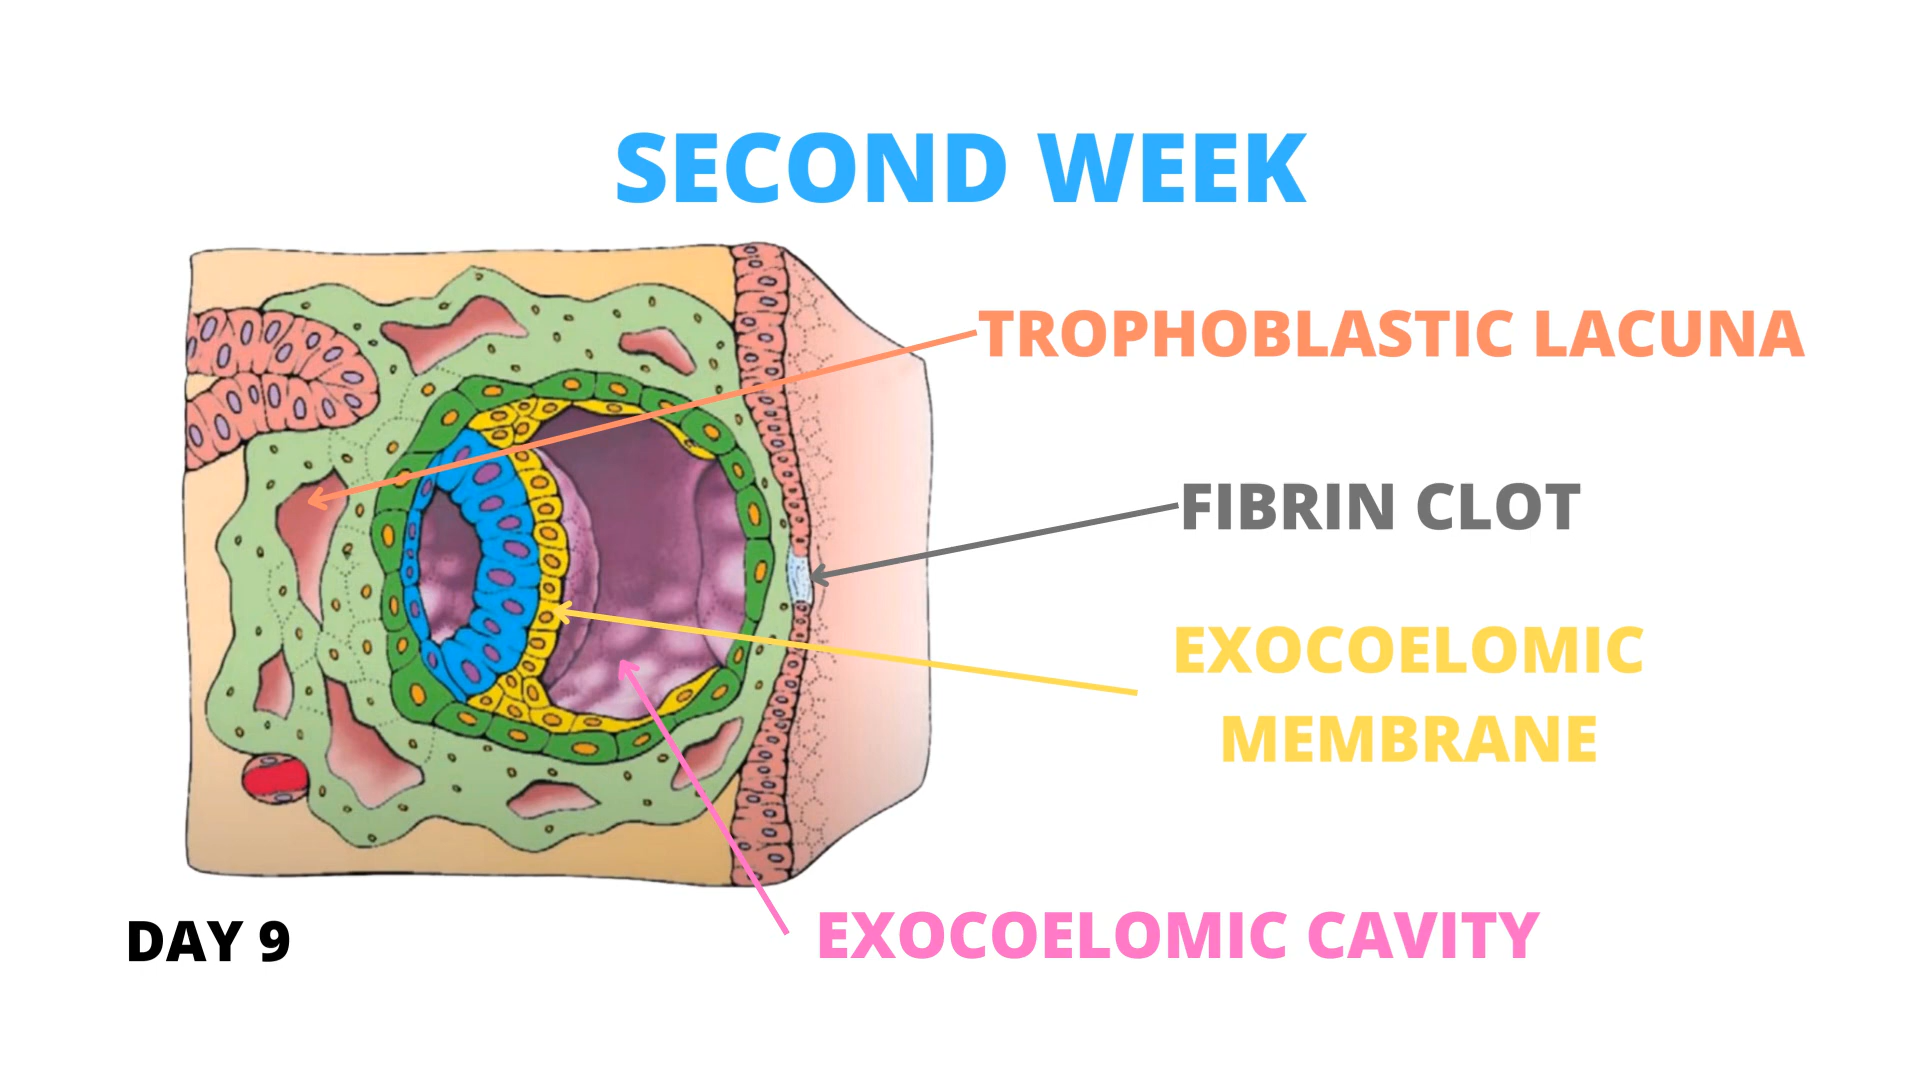 SECOND WEEK
TROPHOBLASTIC LACUNA
FIBRIN CLOT
EXOCOELOMIC
MEMBRANE
EXOCOELOMIC CAVITY
DAY 9